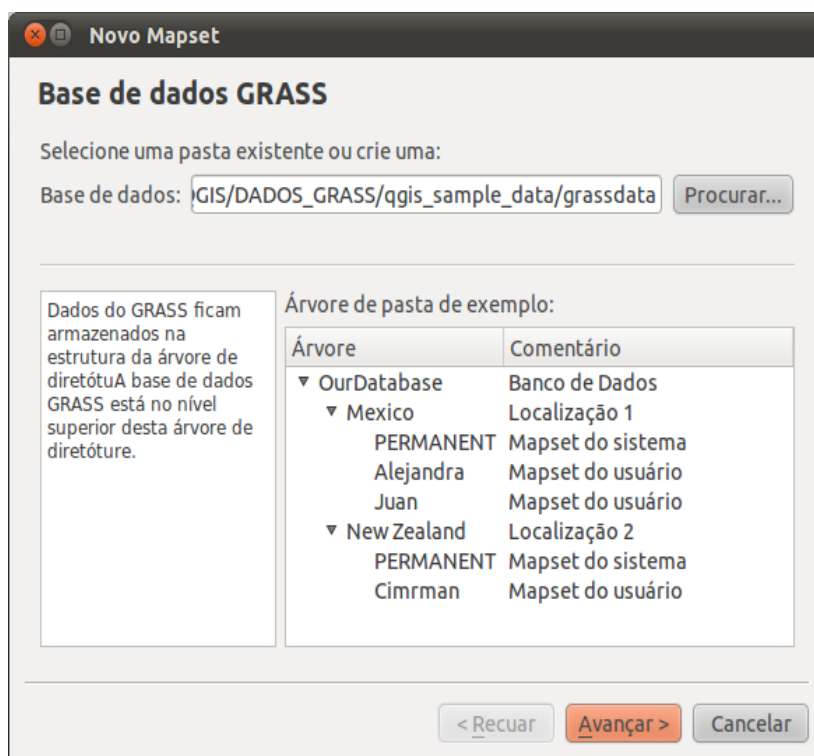 Novo Mapset
Base de dados GRASS
Selecione uma pasta existente ou crie uma:
Base de dados: QGIS/DADOS_GRASS/qgis_sample_data/grassdata Procurar...
Dados do GRASS ficam
armazenados na
estrutura da árvore de
diretótuA base de dados
GRASS está no nível
superior desta árvore de
diretóture.
Árvore de pasta de exemplo:
Árvore Comentário
OurDatabase Banco de Dados
Mexico Localização 1
PERMANENT Mapset do sistema
Alejandra Mapset do usuário
Juan Mapset do usuário
New Zealand Localização 2
PERMANENT Mapset do sistema
Cimrman Mapset do usuário
< Recuar Avançar > Cancelar